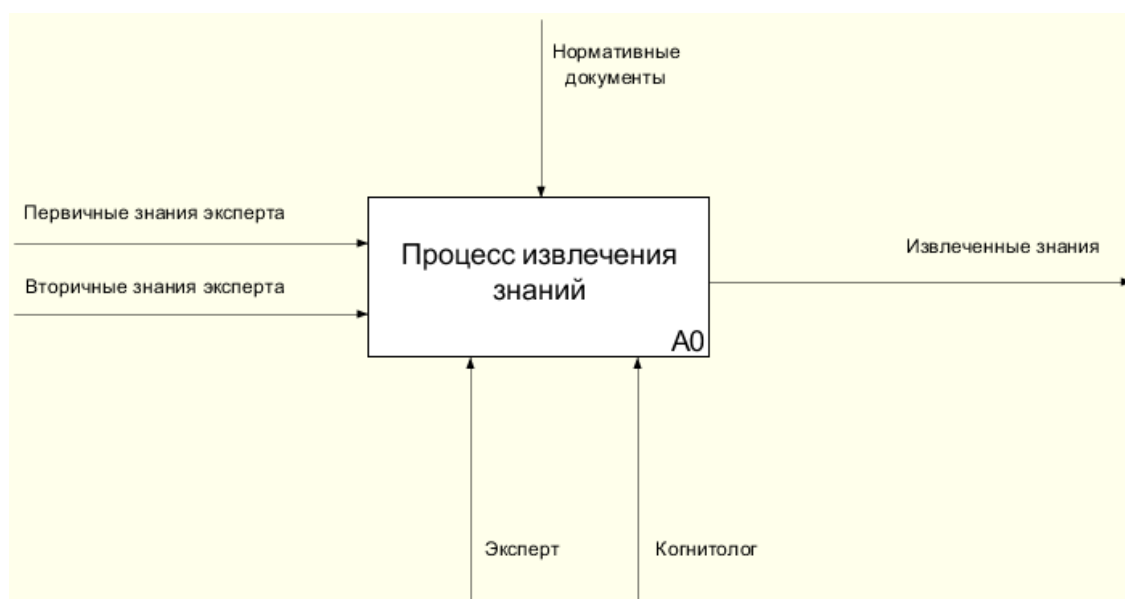 Нормативные
документы
Первичные знания эксперта
Процесс извлечения
знаний
Извлеченные знания
Вторичные знания эксперта
A0
Эксперт
Когнитолог